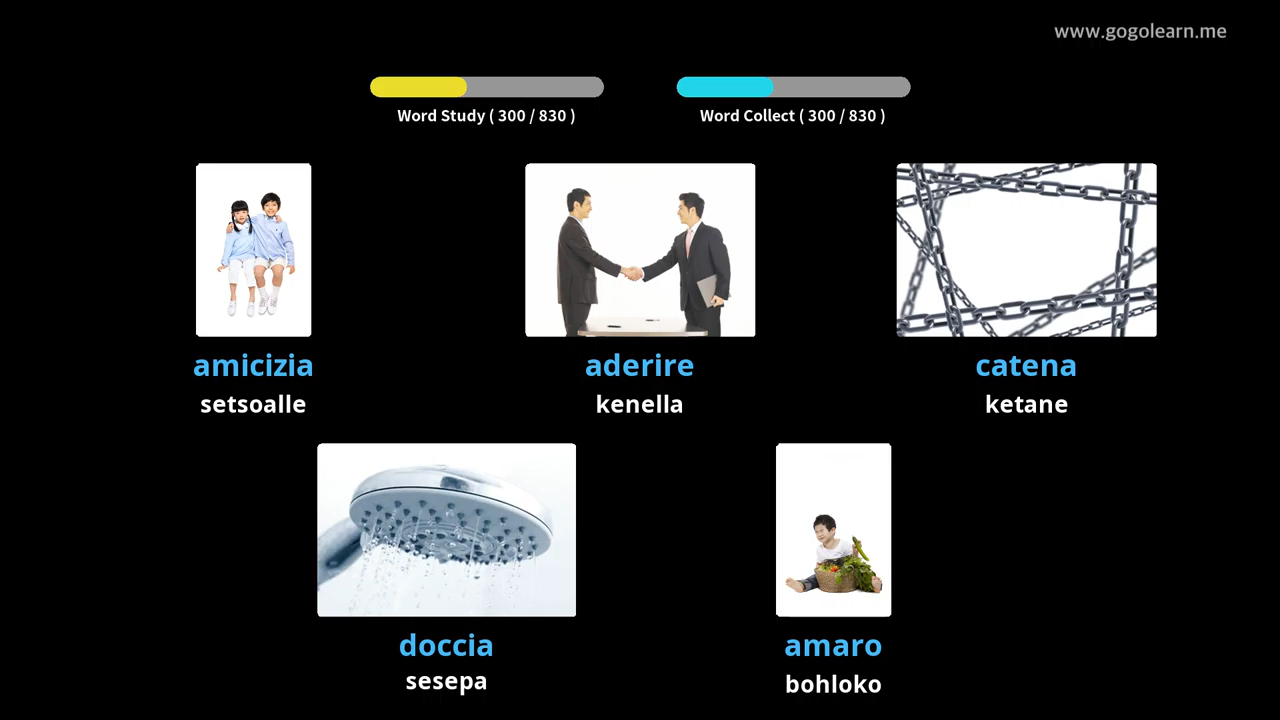 www.gogolearn.me
Word Study ( 300 / 830 )
Word Collect ( 300 / 830 )
amicizia
setsoalle
aderire
kenella
catena
ketane
doccia
sesepa
amaro
bohloko